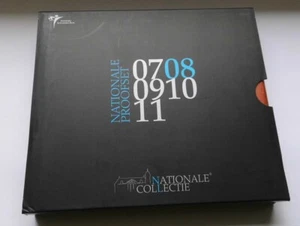 NATIONALE
PROOFSET
0708
0910
11
NATIONALE
COLLECTIE